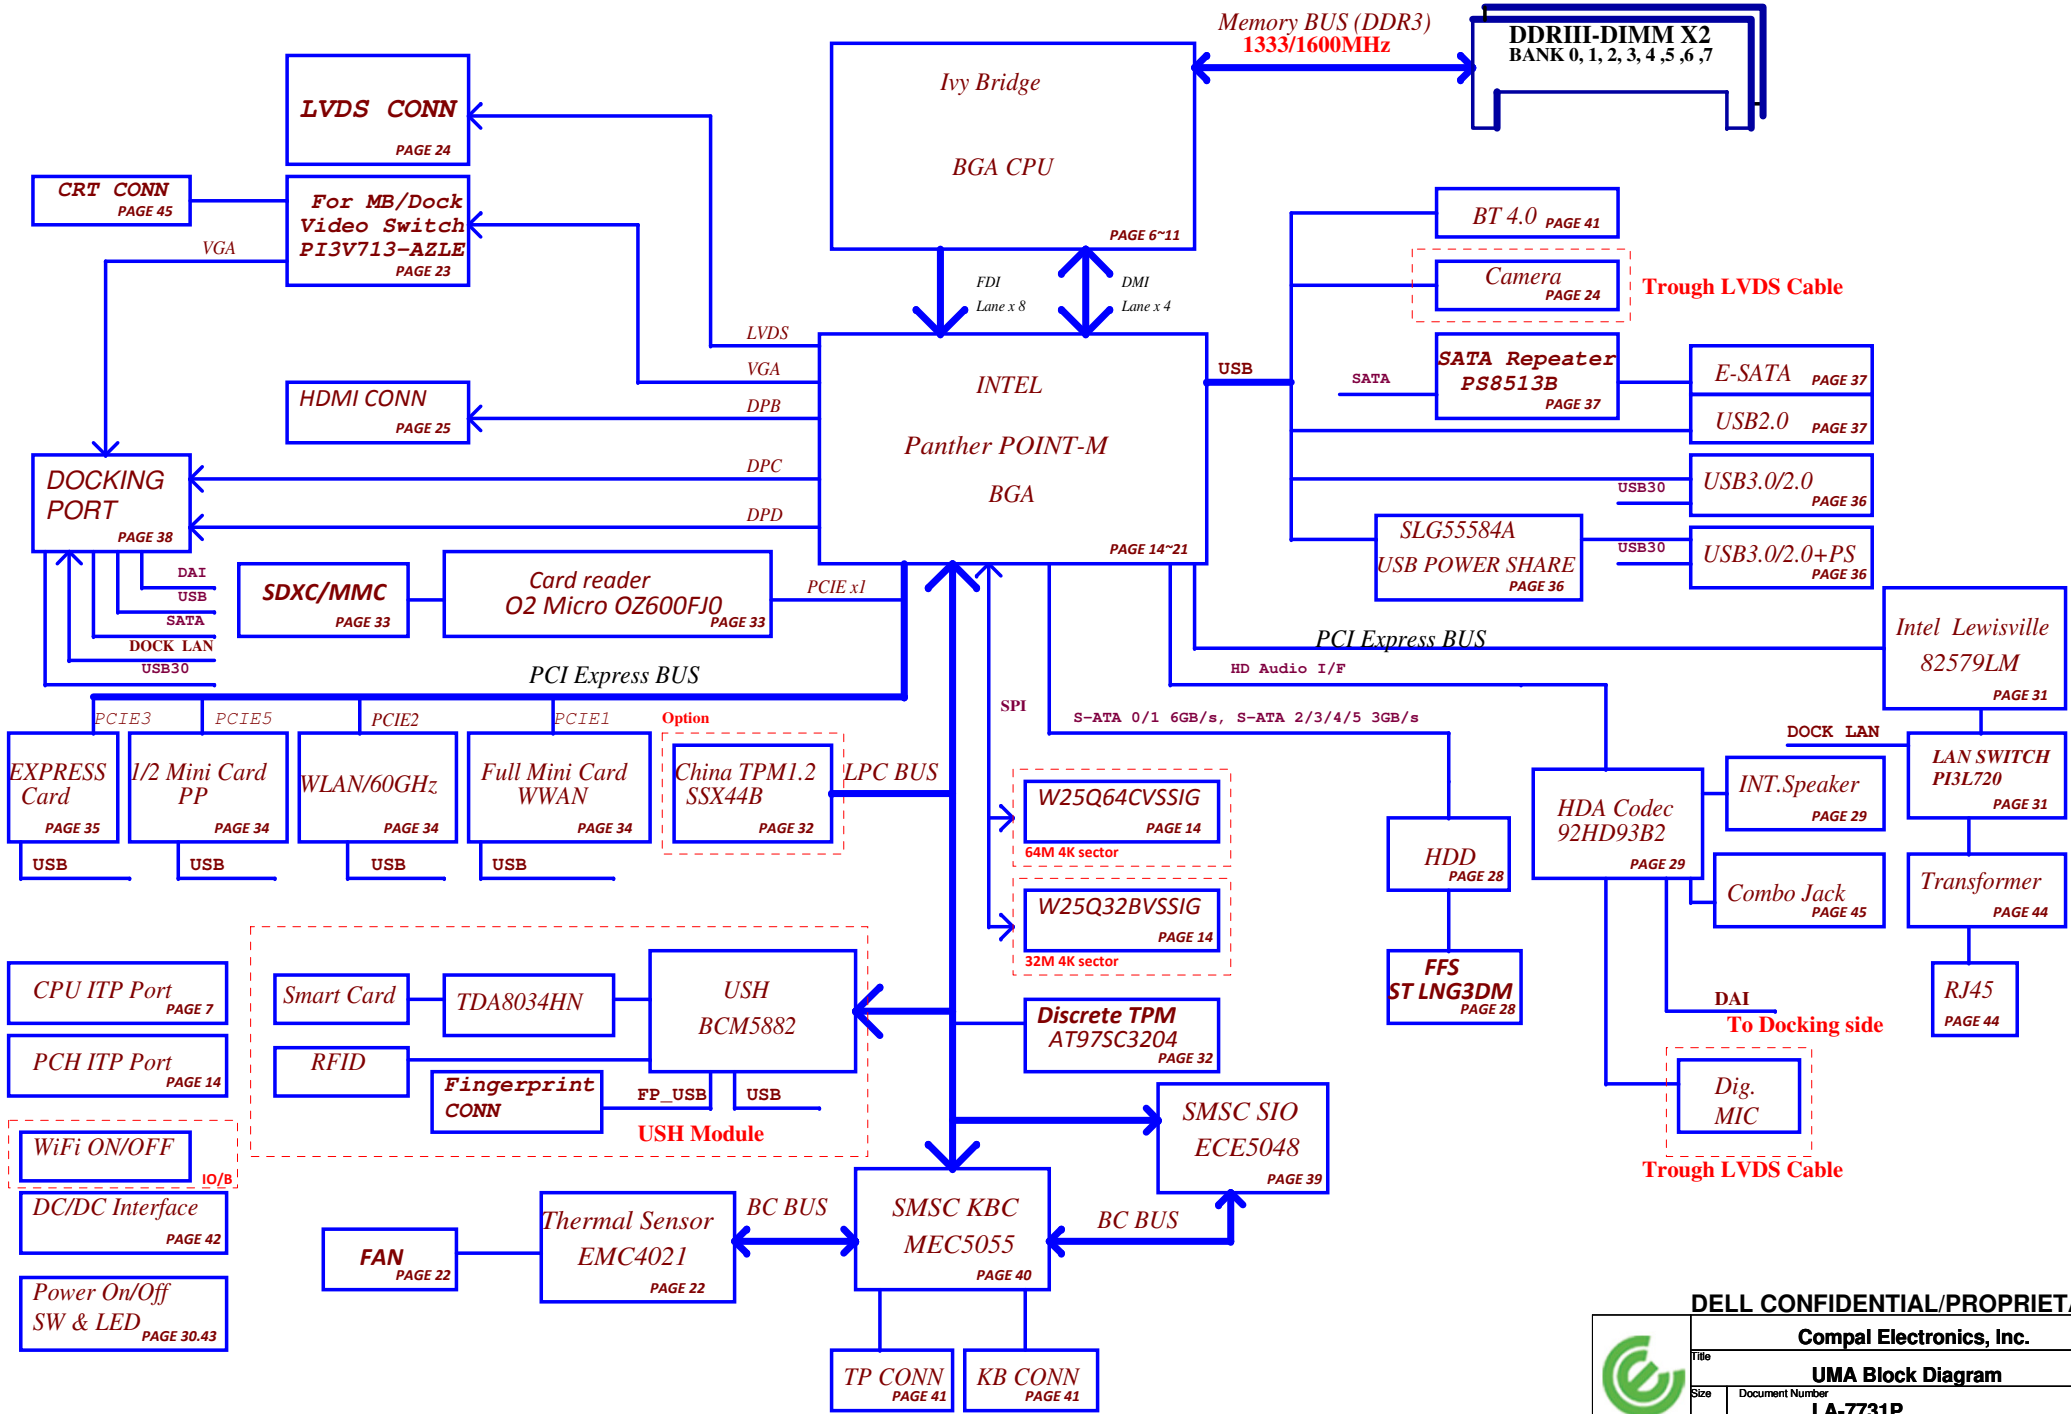 Memory BUS (DDR3)
1333/1600MHz
DDRIII-DIMM X2
BANK 0, 1, 2, 3, 4 ,5 ,6 ,7
Ivy Bridge
BGA CPU
PAGE 6~11
LVDS CONN
PAGE 24
CRT CONN
PAGE 45
For MB/Dock
Video Switch
PI3V713-AZLE
PAGE 23
VGA
FDI
Lane x 8
DMI
Lane x 4
BT 4.0
PAGE 41
Camera
PAGE 24
Trough LVDS Cable
LVDS
VGA
DPB
DPC
DPD
HDMI CONN
PAGE 25
INTEL
Panther POINT-M
BGA
PAGE 14~21
USB
SATA
SATA Repeater
PS8513B
PAGE 37
E-SATA
PAGE 37
USB2.0
PAGE 37
USB30
USB3.0/2.0
PAGE 36
SLG55584A
USB POWER SHARE
PAGE 36
USB30
USB3.0/2.0+PS
PAGE 36
DOCKING
PORT
PAGE 38
DAI
USB
SATA
DOCK LAN
USB30
SDXC/MMC
PAGE 33
Card reader
O2 Micro OZ600FJ0
PAGE 33
PCIE x1
PCI Express BUS
PCI Express BUS
HD Audio I/F
Intel Lewisville
82579LM
PAGE 31
PCIE3
PCIE5
PCIE2
PCIE1
Option
SPI
S-ATA 0/1 6GB/s, S-ATA 2/3/4/5 3GB/s
EXPRESS
Card
PAGE 35
1/2 Mini Card
PP
PAGE 34
WLAN/60GHz
PAGE 34
Full Mini Card
WWAN
PAGE 34
China TPM1.2
SSX44B
PAGE 32
LPC BUS
USB
USB
USB
USB
W25Q64CVSSIG
PAGE 14
64M 4K sector
W25Q32BVSSIG
PAGE 14
32M 4K sector
HDD
PAGE 28
FFS
ST LNG3DM
PAGE 28
HDA Codec
92HD93B2
PAGE 29
INT.Speaker
PAGE 29
Combo Jack
PAGE 45
DOCK LAN
LAN SWITCH
PI3L720
PAGE 31
Transformer
PAGE 44
RJ45
PAGE 44
DAI
To Docking side
Dig.
MIC
Trough LVDS Cable
CPU ITP Port
PAGE 7
PCH ITP Port
PAGE 14
WiFi ON/OFF
IO/B
DC/DC Interface
PAGE 42
Power On/Off
SW & LED
PAGE 30.43
Smart Card
TDA8034HN
USH
BCM5882
RFID
Fingerprint
CONN
FP_USB
USB
USH Module
Discrete TPM
AT97SC3204
PAGE 32
SMSC SIO
ECE5048
PAGE 39
FAN
PAGE 22
Thermal Sensor
EMC4021
PAGE 22
BC BUS
SMSC KBC
MEC5055
PAGE 40
BC BUS
TP CONN
PAGE 41
KB CONN
PAGE 41
DELL CONFIDENTIAL/PROPRIETA
Compal Electronics, Inc.
Title
UMA Block Diagram
Size
Document Number
LA-7731P